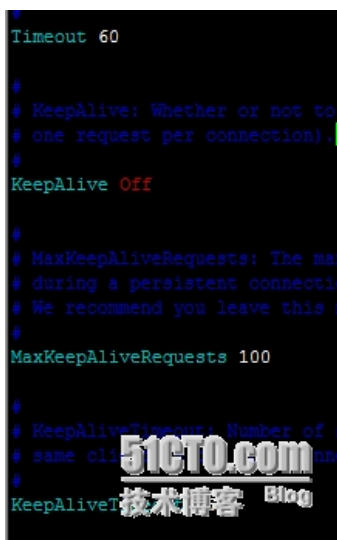 #
Timeout 60
#
# KeepAlive: Whether or not to
# one request per connection).
#
KeepAlive Off
#
# MaxKeepAliveRequests: The ma
# during a persistent connecti
# We recommend you leave this
#
MaxKeepAliveRequests 100
#
# KeepAliveTimeout: Number of
# same cli
#
KeepAliveT
51CTO.com
技术博客 Blog